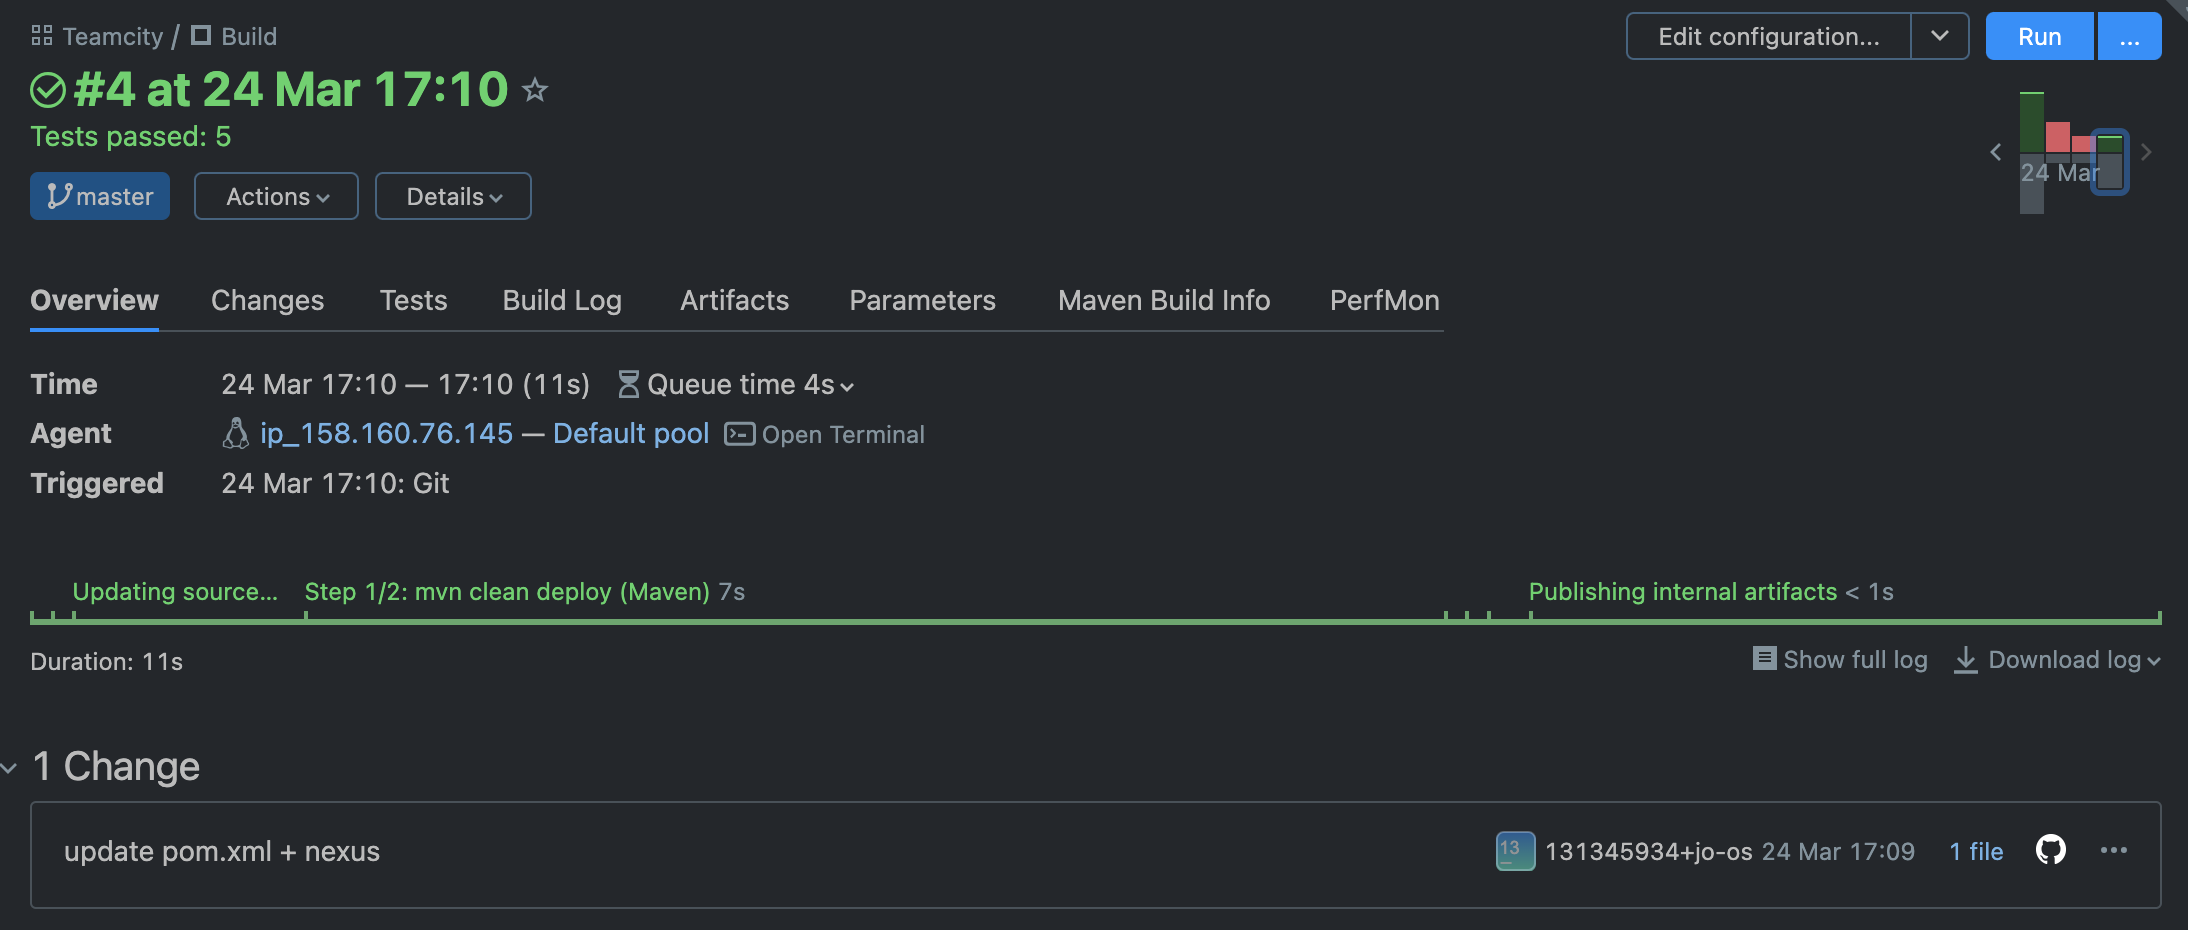 Teamcity / Build
Edit configuration...
Run
...
#4 at 24 Mar 17:10
Tests passed: 5
24 Mar
master
Actions
Details
Overview
Changes
Tests
Build Log
Artifacts
Parameters
Maven Build Info
PerfMon
Time 24 Mar 17:10 — 17:10 (11s) Queue time 4s
Agent ip_158.160.76.145 — Default pool Open Terminal
Triggered 24 Mar 17:10: Git
Updating source... Step 1/2: mvn clean deploy (Maven) 7s Publishing internal artifacts < 1s
Duration: 11s
Show full log
Download log
1 Change
update pom.xml + nexus
13
131345934+jo-os 24 Mar 17:09 1 file